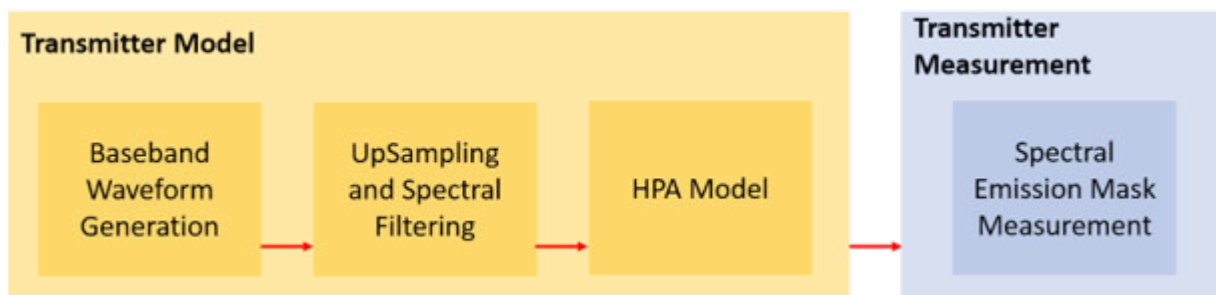 Transmitter Model
Baseband
Waveform
Generation
UpSampling
and Spectral
Filtering
HPA Model
Transmitter
Measurement
Spectral
Emission Mask
Measurement